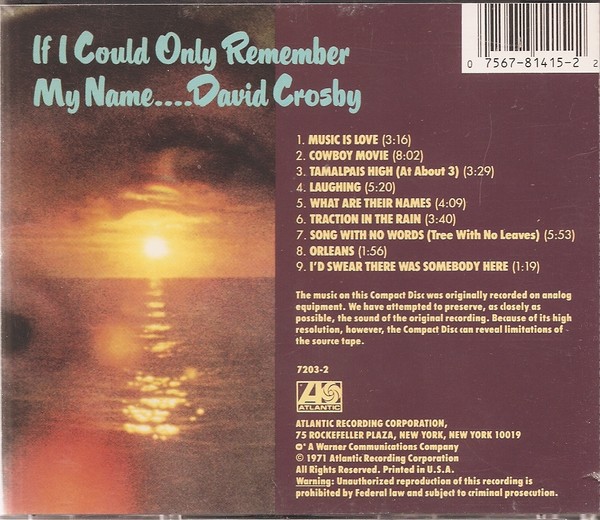 If I Could Only Remember
My Name....David Crosby
0 7567-81415-2 2
1. MUSIC IS LOVE (3:16)
2. COWBOY MOVIE (8:02)
3. TAMALPAIS HIGH (At About 3) (3:29)
4. LAUGHING (5:20)
5. WHAT ARE THEIR NAMES (4:09)
6. TRACTION IN THE RAIN (3:40)
7. SONG WITH NO WORDS (Tree With No Leaves) (5:53)
8. ORLEANS (1:56)
9. I'D SWEAR THERE WAS SOMEBODY HERE (1:19)
The music on this Compact Disc was originally recorded on analog
equipment. We have attempted to preserve, as closely as
possible, the sound of the original recording. Because of its high
resolution, however, the Compact Disc can reveal limitations of
the source tape.
7203-2
ATLANTIC
ATLANTIC RECORDING CORPORATION,
75 ROCKEFELLER PLAZA, NEW YORK, NEW YORK 10019
A Warner Communications Company
© 1971 Atlantic Recording Corporation
All Rights Reserved. Printed in U.S.A.
Warning: Unauthorized reproduction of this recording is
prohibited by Federal law and subject to criminal prosecution.